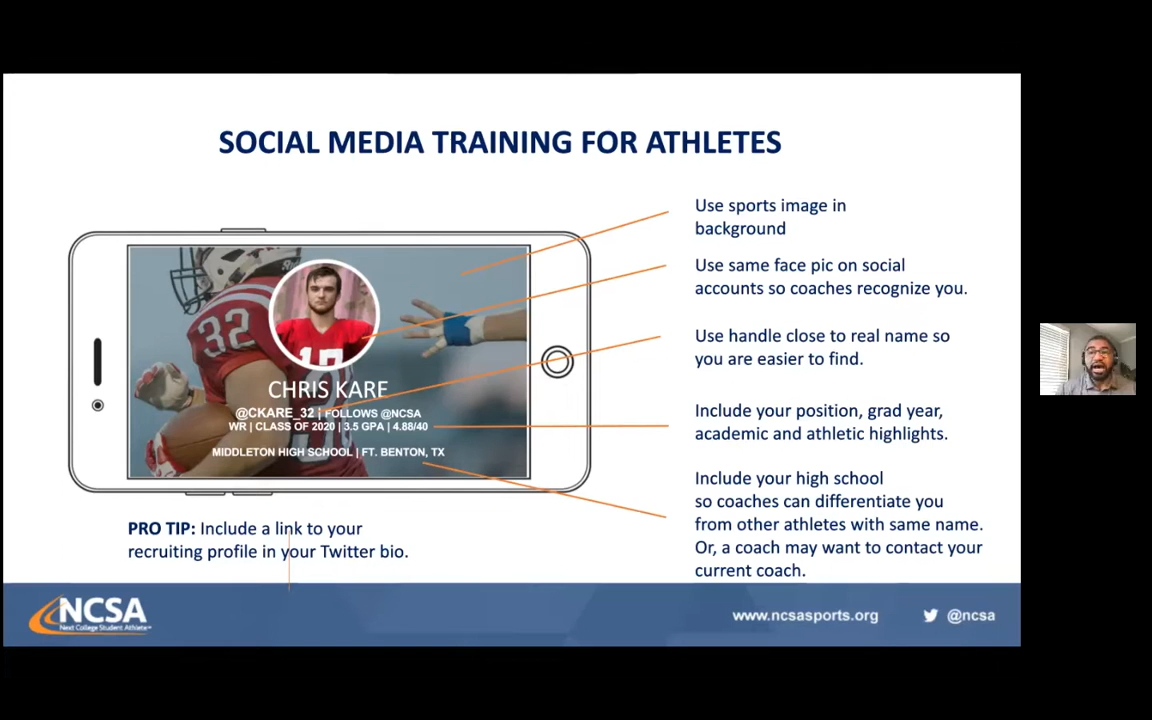 SOCIAL MEDIA TRAINING FOR ATHLETES
32
CHRIS KARE
@CKARE_32 | FOLLOWS @NCSA
WR | CLASS OF 2020 | 3.5 GPA | 4.88/40
MIDDLETON HIGH SCHOOL | FT. BENTON, TX
Use sports image in
background
Use same face pic on social
accounts so coaches recognize you.
Use handle close to real name so
you are easier to find.
Include your position, grad year,
academic and athletic highlights.
Include your high school
so coaches can differentiate you
from other athletes with same name.
Or, a coach may want to contact your
current coach.
PRO TIP: Include a link to your
recruiting profile in your Twitter bio.
NCSA
Next College Student Athlete
www.ncsasports.org
@ncsa